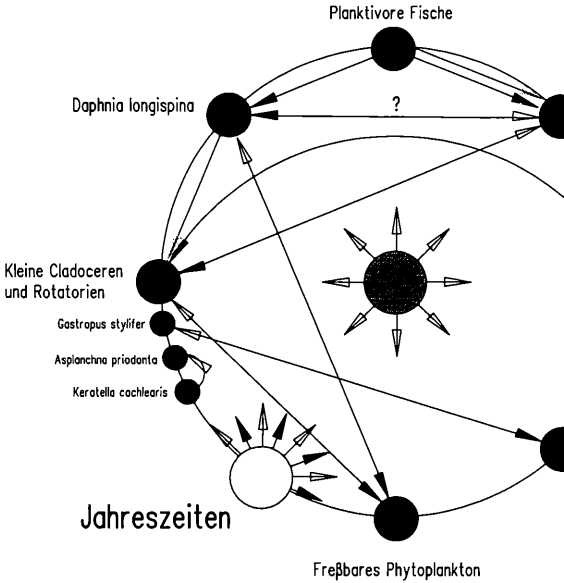 Planktivore Fische
Daphnia longispina
?
Kleine Cladoceren
und Rotatorien
Gastropus stylifer
Asplanchna priodonta
Keratella cochlearis
Jahreszeiten
Freßbares Phytoplankton